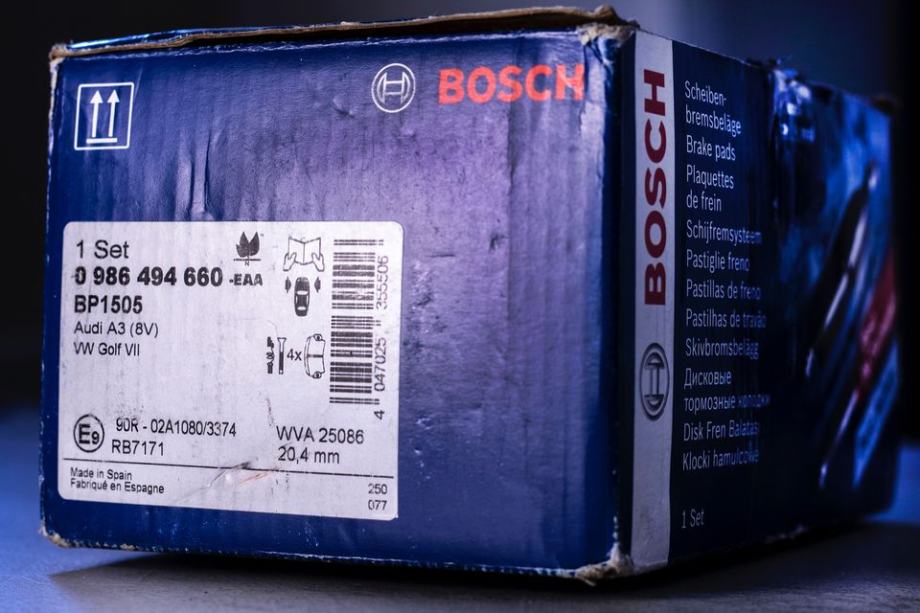 BOSCH
1 Set
0 986 494 660 -EAA
BP1505
Audi A3 (8V)
VW Golf VII
N
4x
4 047025 355506
E9
90R - 02A1080/3374
RB7171
WVA 25086
20,4 mm
Made in Spain
Fabriqué en Espagne
250
077
BOSCH
Scheiben-
bremsbeläge
Brake pads
Plaquettes
de frein
Schijfremsysteem
Pastiglie freno
Pastillas de freno
Pastilhas de travão
Skivbromsbelägg
Дисковые
тормозные колодки
Disk Fren Balatası
Klocki hamulcowe
1 Set